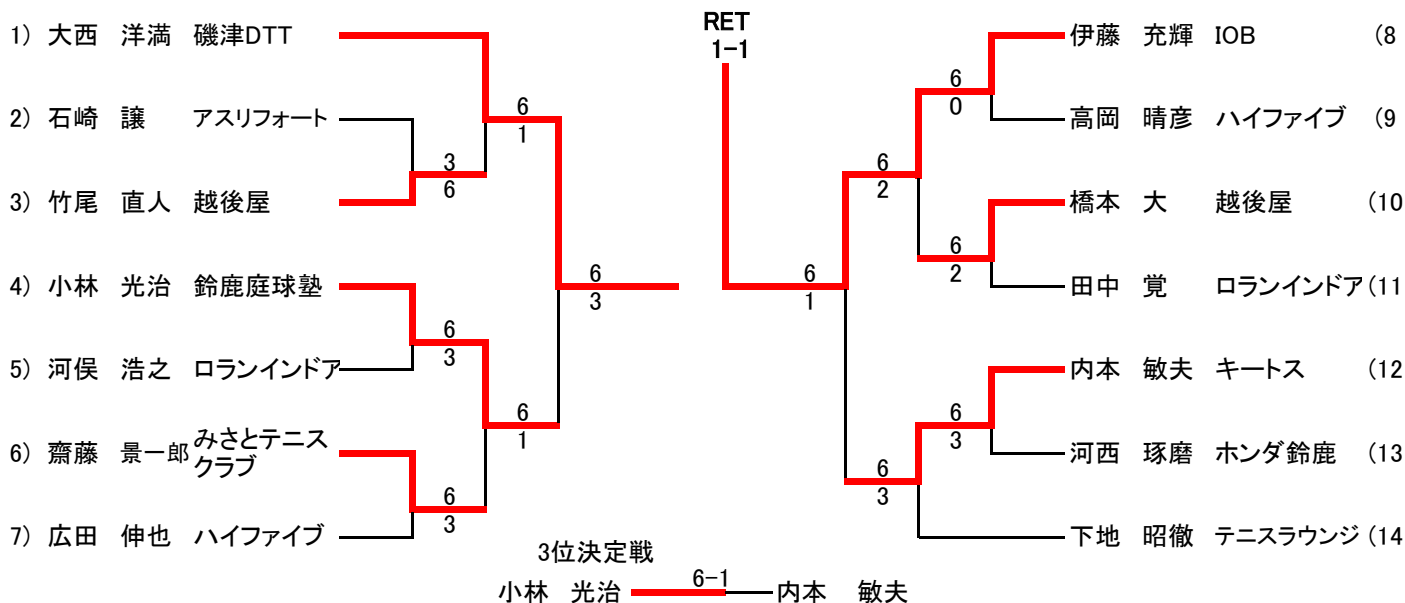 1) 大西 洋満 磯津DTT
6
1
2) 石崎 譲 アスリフォート
3
6
3) 竹尾 直人 越後屋
6
3
4) 小林 光治 鈴鹿庭球塾
6
3
5) 河俣 浩之 ロランインドア
6
1
6) 齋藤 景一郎 みさとテニス
クラブ
6
3
7) 広田 伸也 ハイファイブ
RET
1-1
伊藤 充輝 IOB (8
6
0
高岡 晴彦 ハイファイブ (9
6
2
橋本 大 越後屋 (10
6
2
田中 覚 ロランインドア (11
6
1
内本 敏夫 キートス (12
6
3
河西 琢磨 ホンダ鈴鹿 (13
6
3
下地 昭徹 テニスラウンジ (14
3位決定戦
小林 光治 6-1 内本 敏夫